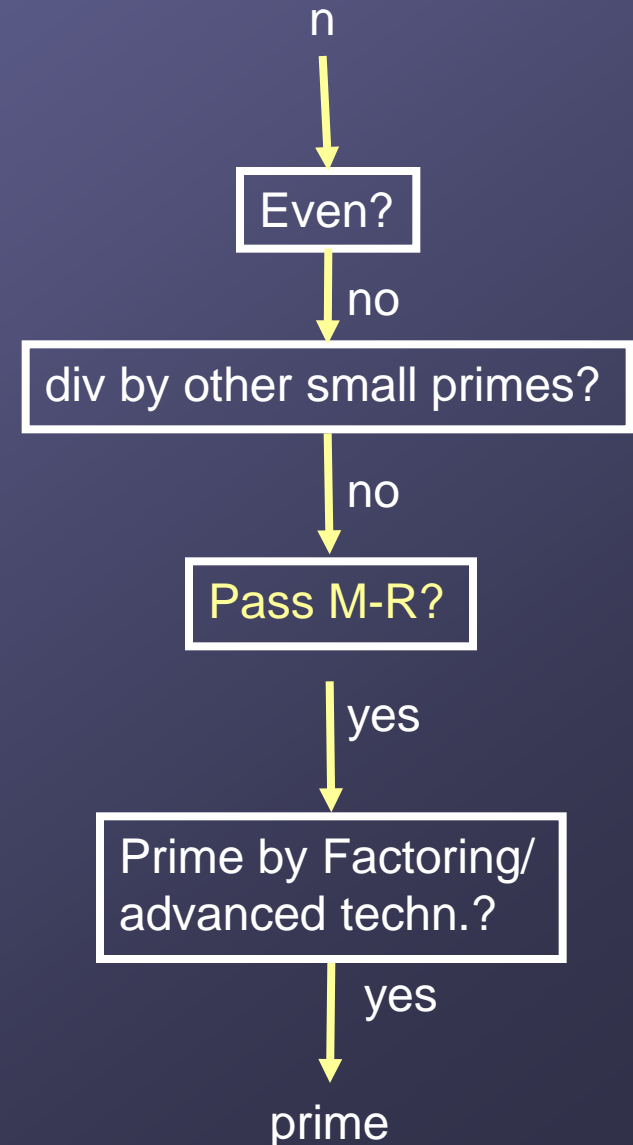 n
Even?
no
div by other small primes?
no
Pass M-R?
yes
Prime by Factoring/
advanced techn.?
yes
prime